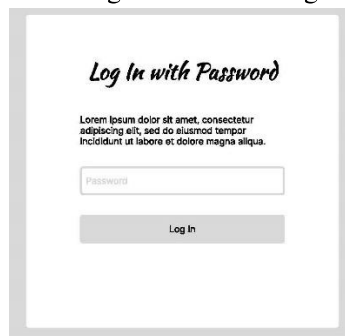 Log In with Password
Lorem Ipsum dolor sit amet, consectetur
adipiscing elit, sed do eiusmod tempor
incididunt ut labore et dolore magna aliqua.
Password
Log In